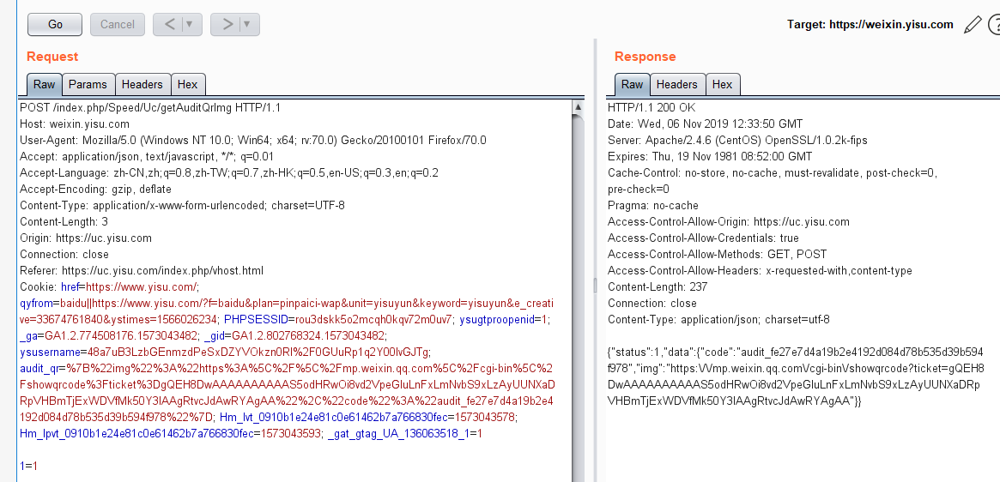 Go
Cancel
<
▼
>
▼
Target: https://weixin.yisu.com
?
Request
Raw
Params
Headers
Hex
POST /index.php/Speed/Uc/getAuditQrImg HTTP/1.1
Host: weixin.yisu.com
User-Agent: Mozilla/5.0 (Windows NT 10.0; Win64; x64; rv:70.0) Gecko/20100101 Firefox/70.0
Accept: application/json, text/javascript, */*; q=0.01
Accept-Language: zh-CN,zh;q=0.8,zh-TW;q=0.7,zh-HK;q=0.5,en-US;q=0.3,en;q=0.2
Accept-Encoding: gzip, deflate
Content-Type: application/x-www-form-urlencoded; charset=UTF-8
Content-Length: 3
Origin: https://uc.yisu.com
Connection: close
Referer: https://uc.yisu.com/index.php/vhost.html
Cookie: href=https://www.yisu.com/;
qyfrom=baidu||https://www.yisu.com/?f=baidu&plan=pinpaici-wap&unit=yisuyun&keyword=yisuyun&e_creati
ve=33674761840&ystimes=1566026234; PHPSESSID=rou3dskk5o2mcqh0kqv72m0uv7; ysugtproopenid=1;
_ga=GA1.2.774508176.1573043482; _gid=GA1.2.802768324.1573043482;
ysusername=48a7uB3LzbGEnmzdPeSxDZYVOkzn0RI%2F0GUuRp1q2Y00IvGJTg;
audit_qr=%7B%22img%22%3A%22https%3A%5C%2F%5C%2Fmp.weixin.qq.com%5C%2Fcgi-bin%5C%2
Fshowqrcode%3Fticket%3DgQEH8DwAAAAAAAAAAS5odHRwOi8vd2VpeGluLnFxLmNvbS9xLzAyUUNXaD
RpVHBmTjExWDVfMk50Y3IAAgRtvcJdAwRYAgAA%22%2C%22code%22%3A%22audit_fe27e7d4a19b2e4
192d084d78b535d39b594f978%22%7D; Hm_lvt_0910b1e24e81c0e61462b7a766830fec=1573043578;
Hm_lpvt_0910b1e24e81c0e61462b7a766830fec=1573043593; _gat_gtag_UA_136063518_1=1
1=1
Response
Raw
Headers
Hex
HTTP/1.1 200 OK
Date: Wed, 06 Nov 2019 12:33:50 GMT
Server: Apache/2.4.6 (CentOS) OpenSSL/1.0.2k-fips
Expires: Thu, 19 Nov 1981 08:52:00 GMT
Cache-Control: no-store, no-cache, must-revalidate, post-check=0,
pre-check=0
Pragma: no-cache
Access-Control-Allow-Origin: https://uc.yisu.com
Access-Control-Allow-Credentials: true
Access-Control-Allow-Methods: GET, POST
Access-Control-Allow-Headers: x-requested-with,content-type
Content-Length: 237
Connection: close
Content-Type: application/json; charset=utf-8
{"status":1,"data":{"code":"audit_fe27e7d4a19b2e4192d084d78b535d39b594
f978","img":"https:\/\/mp.weixin.qq.com\/cgi-bin\/showqrcode?ticket=gQEH8
DwAAAAAAAAAAS5odHRwOi8vd2VpeGluLnFxLmNvbS9xLzAyUUNXaDRp
VHBmTjExWDVfMk50Y3IAAgRtvcJdAwRYAgAA"}}